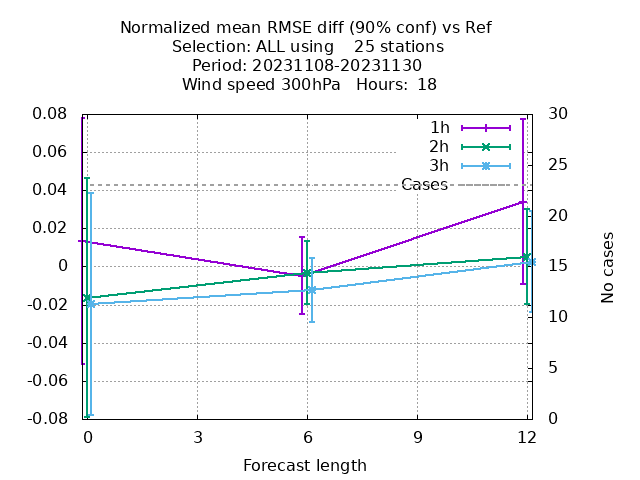 Normalized mean RMSE diff (90% conf) vs Ref
Selection: ALL using    25 stations
Period: 20231108-20231130
Wind speed 300hPa   Hours:  18
0.08
0.06
0.04
0.02
0
-0.02
-0.04
-0.06
-0.08
1h
2h
3h
Cases
30
25
20
15
10
5
0
No cases
0
3
6
9
12
Forecast length